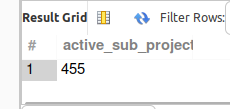 Result Grid Filter Rows:
# active_sub_project
1 455